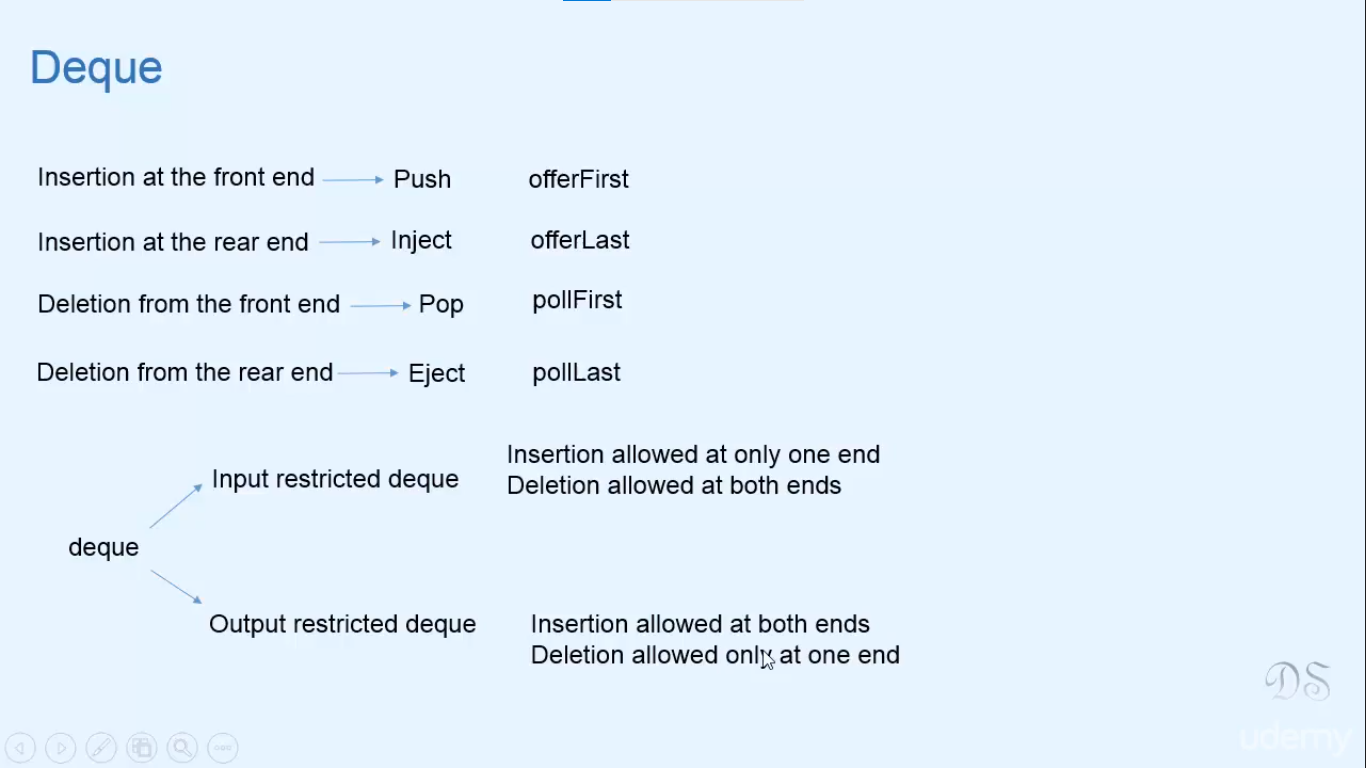 Deque
Insertion at the front end Push offerFirst
Insertion at the rear end Inject offerLast
Deletion from the front end Pop pollFirst
Deletion from the rear end Eject pollLast
Insertion allowed at only one end
Input restricted deque
Deletion allowed at both ends
deque
Output restricted deque Insertion allowed at both ends
Deletion allowed only at one end
DS
udemy